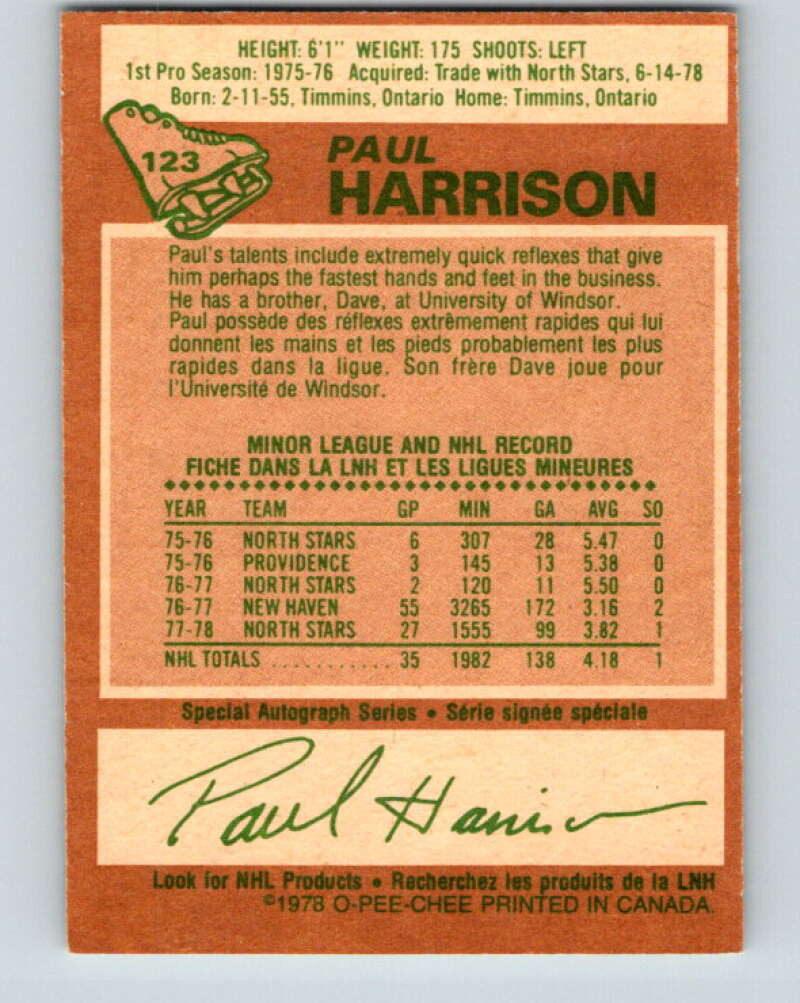 HEIGHT: 6'1" WEIGHT: 175 SHOOTS: LEFT
1st Pro Season: 1975-76 Acquired: Trade with North Stars, 6-14-78
Born: 2-11-55, Timmins, Ontario Home: Timmins, Ontario
123
PAUL
HARRISON
Paul's talents include extremely quick reflexes that give
him perhaps the fastest hands and feet in the business.
He has a brother, Dave, at University of Windsor.
Paul possède des réflexes extrêmement rapides qui lui
donnent les mains et les pieds probablement les plus
rapides dans la ligue. Son frère Dave joue pour
l'Université de Windsor.
MINOR LEAGUE AND NHL RECORD
FICHE DANS LA LNH ET LES LIGUES MINEURES
YEAR TEAM GP MIN GA AVG SO
75-76 NORTH STARS 6 307 28 5.47 0
75-76 PROVIDENCE 3 145 13 5.38 0
76-77 NORTH STARS 2 120 11 5.50 0
76-77 NEW HAVEN 55 3265 172 3.16 2
77-78 NORTH STARS 27 1555 99 3.82 1
NHL TOTALS ........... 35 1982 138 4.18 1
Special Autograph Series • Série signée spéciale
Paul Harrison
Look for NHL Products • Recherchez les produits de la LNH
©1978 O-PEE-CHEE PRINTED IN CANADA.